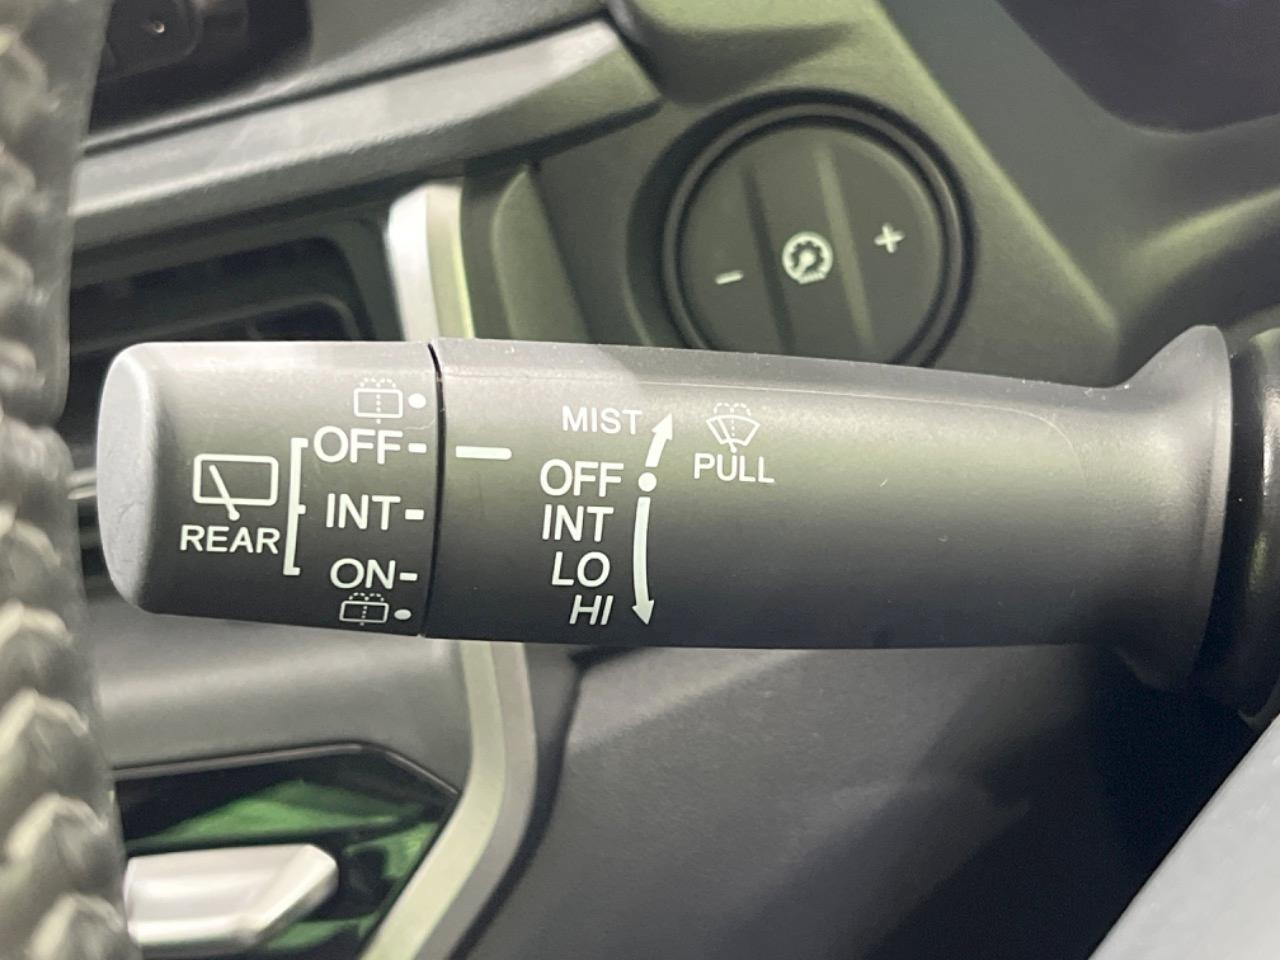 REAR
OFF-
INT-
ON-
MIST
OFF
INT
LO
HI
PULL
- +